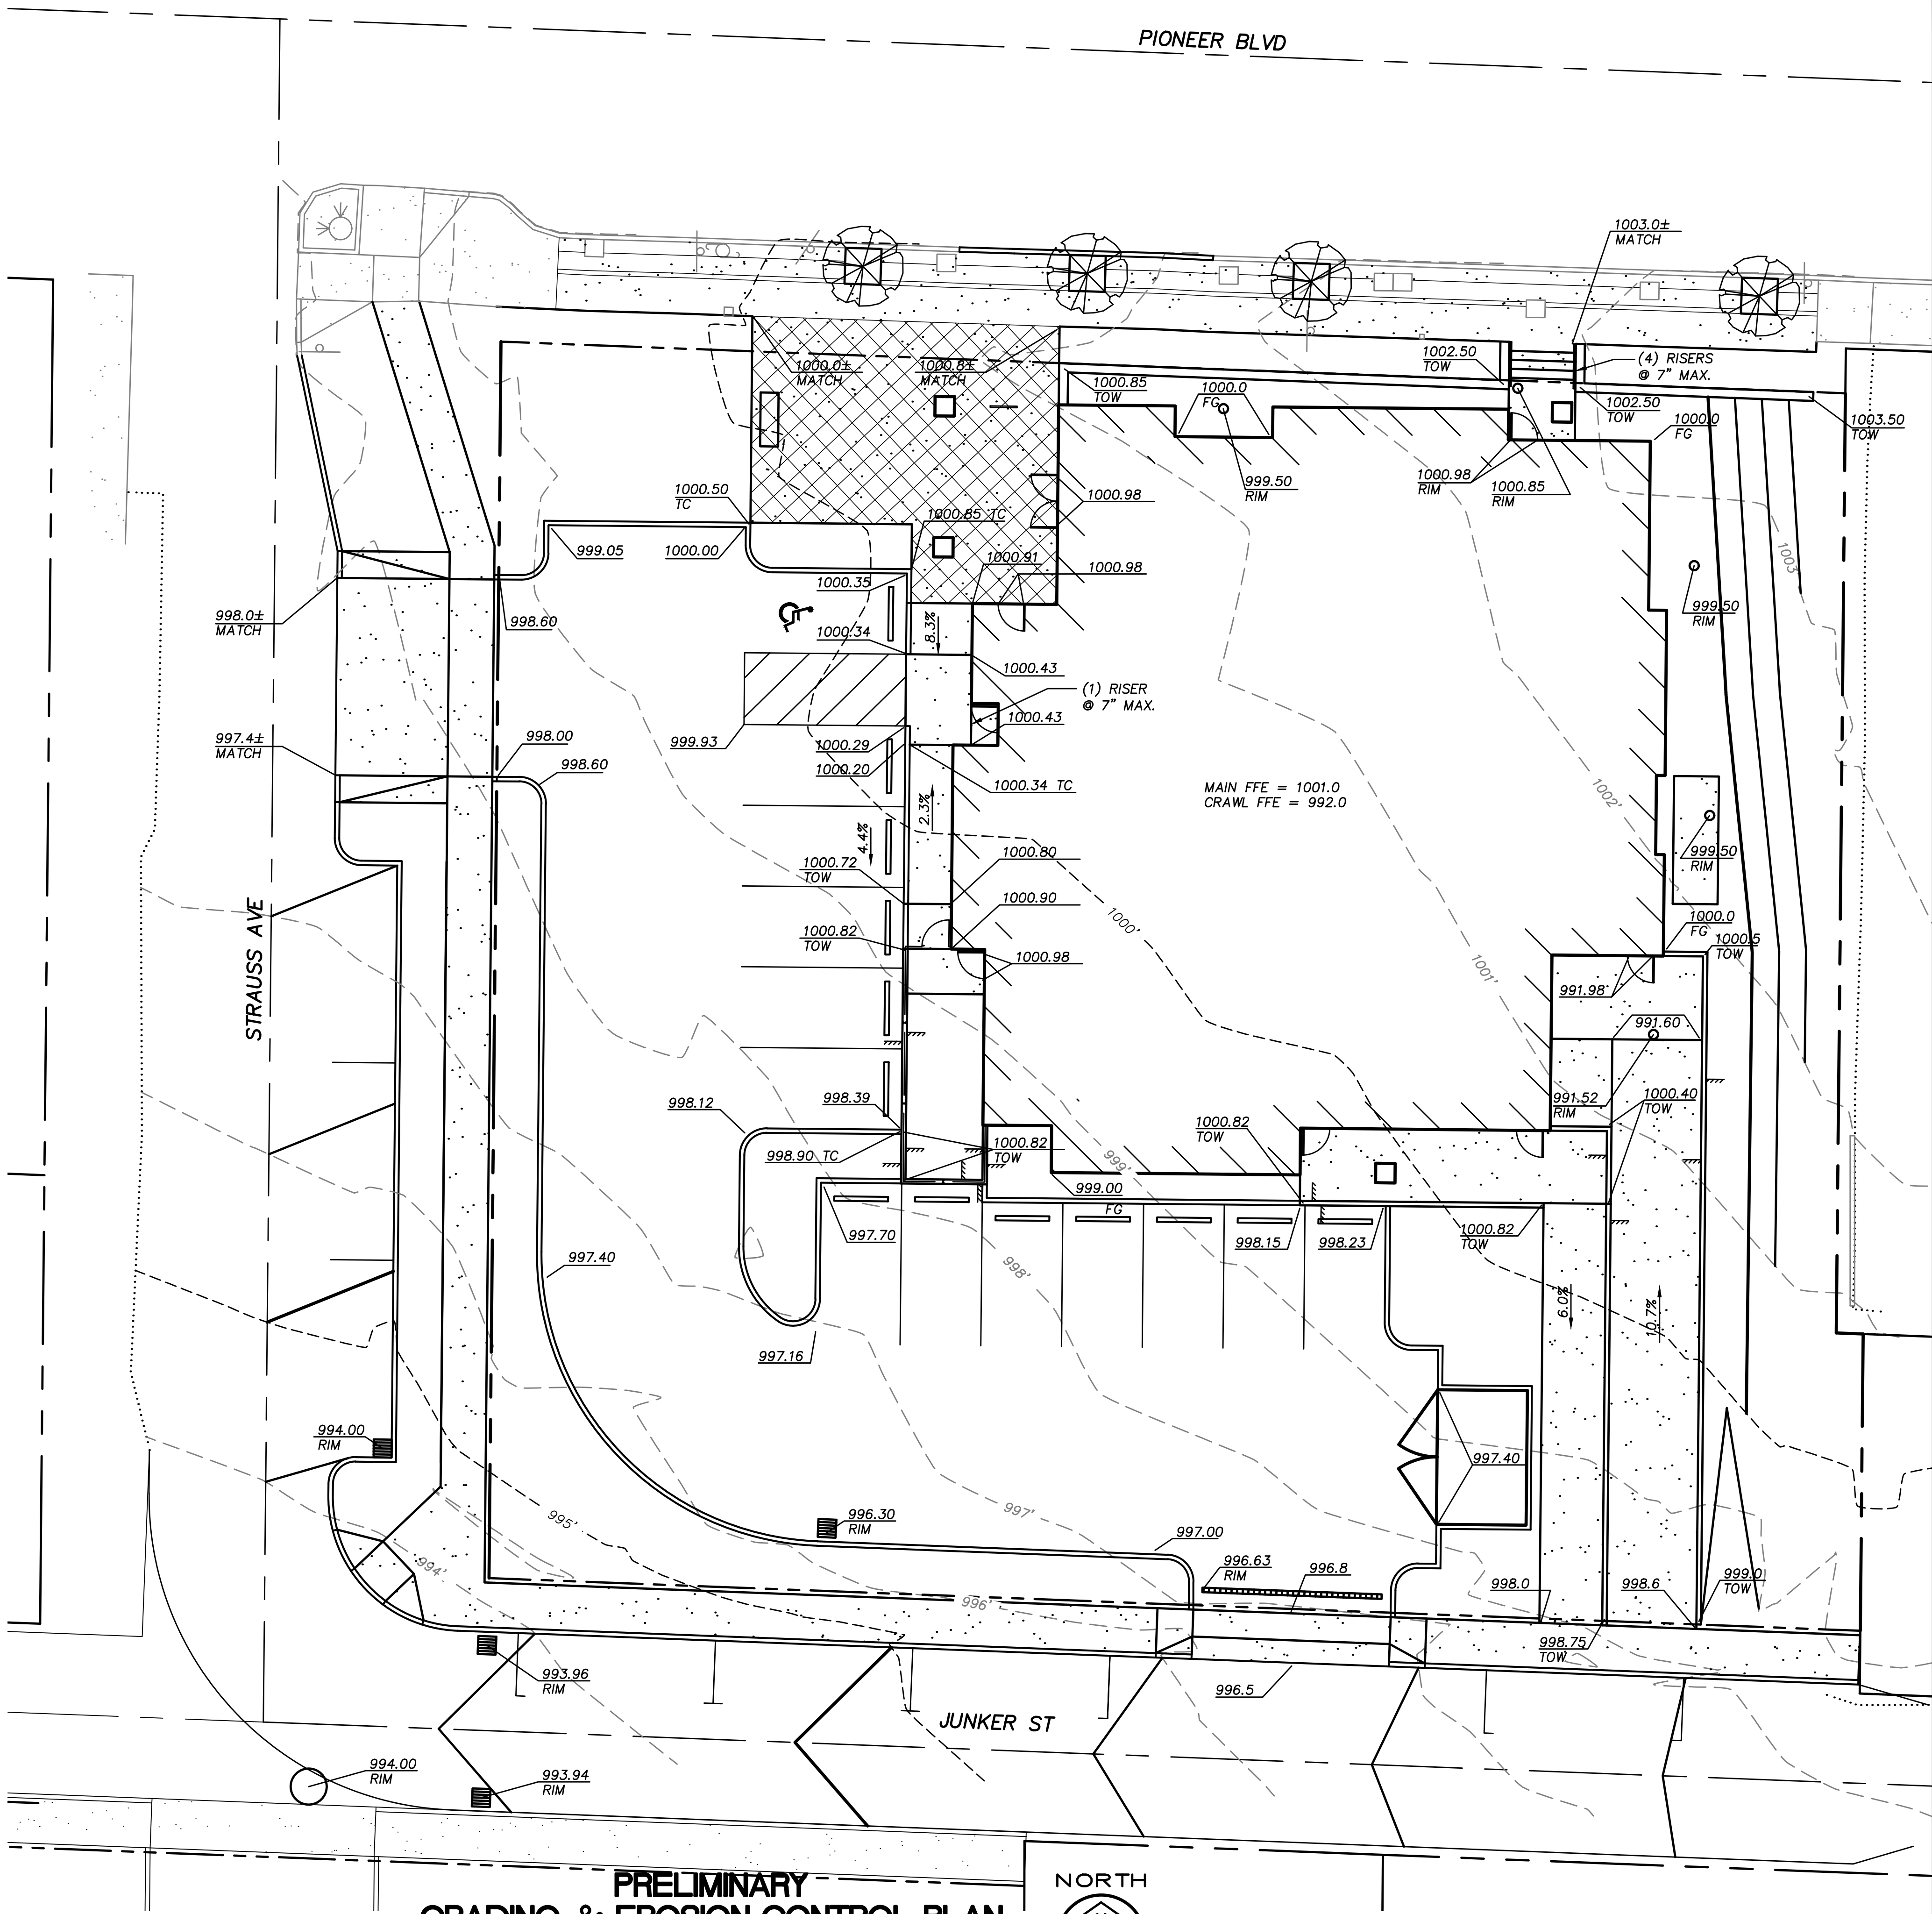 PIONEER BLVD
1003.0±
MATCH
1000.0±
MATCH
1000.8±
MATCH
1002.50
TOW
(4) RISERS
@ 7" MAX.
1000.85
TOW
1000.0
FG
1002.50
TOW
1000.0
FG
1003.50
TOW
1000.50
TC
999.50
RIM
1000.98
RIM
1000.85
RIM
1000.98
1000.85 TC
999.05
1000.00
1000.91
1000.98
1003'
1000.35
999.50
RIM
998.0±
MATCH
998.60
1000.34
8.3%
1000.43
(1) RISER
@ 7" MAX.
1000.43
997.4±
MATCH
998.00
998.60
999.93
1000.29
1000.20
1000.34 TC
MAIN FFE = 1001.0
CRAWL FFE = 992.0
1002'
2.3%
4.4%
1000.72
TOW
1000.80
999.50
RIM
1000.90
1000'
1000.0
FG
1000.82
TOW
1000.98
1000.5
TOW
STRAUSS AVE
1001'
991.98
991.60
998.12
998.39
991.52
RIM
1000.40
TOW
998.90 TC
1000.82
TOW
1000.82
TOW
999'
999.00
FG
997.70
998.15
998.23
1000.82
TOW
997.40
998'
6.0%
10.7%
997.16
994.00
RIM
997.40
996.30
RIM
995'
997'
997.00
994'
996.63
RIM
996.8
998.0
998.6
999.0
TOW
996'
998.75
TOW
993.96
RIM
996.5
JUNKER ST
994.00
RIM
993.94
RIM
PRELIMINARY
GRADING & EROSION CONTROL PLAN
NORTH